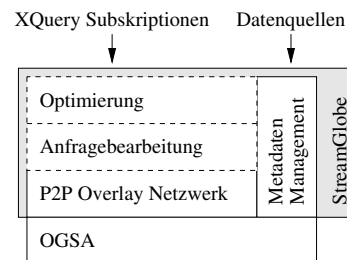 XQuery Subskriptionen
Datenquellen
Optimierung
Anfragebearbeitung
P2P Overlay Netzwerk
Metadaten
Management
StreamGlobe
OGSA